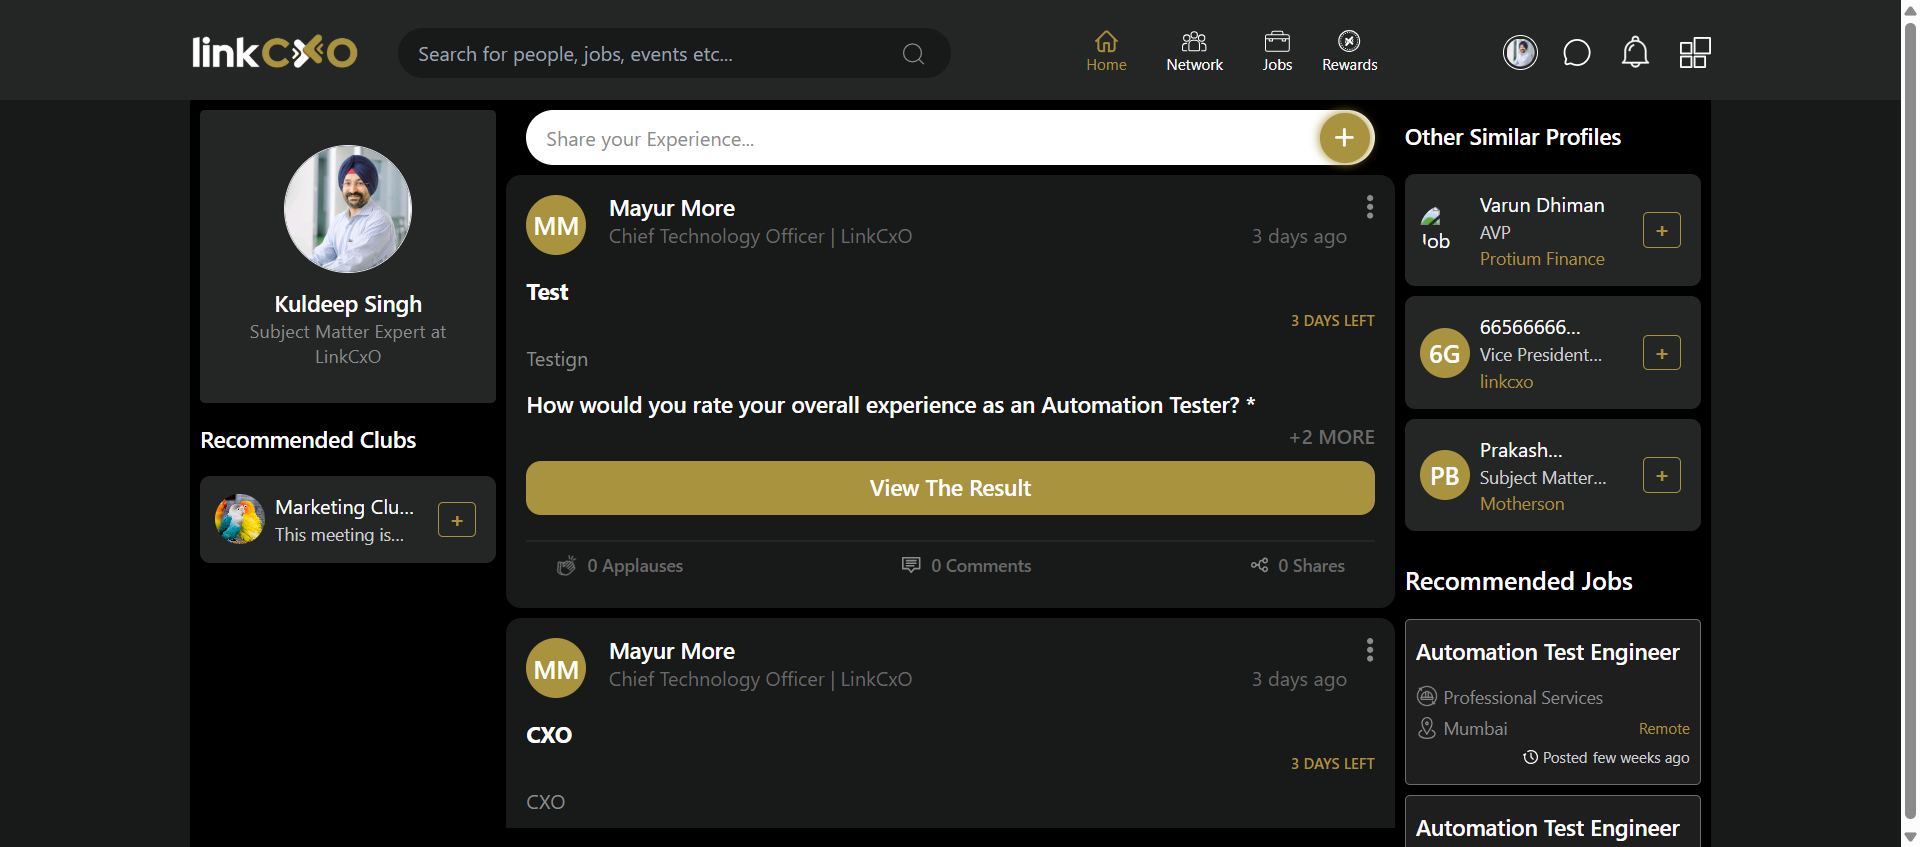 linkCXO
Search for people, jobs, events etc...
Home
Network
Jobs
Rewards
Kuldeep Singh
Subject Matter Expert at
LinkCxO
Recommended Clubs
Marketing Clu...
This meeting is...
+
Share your Experience...
+
MM
Mayur More
Chief Technology Officer | LinkCxO
3 days ago
Test
3 DAYS LEFT
Testign
How would you rate your overall experience as an Automation Tester? *
+2 MORE
View The Result
0 Applauses
0 Comments
0 Shares
MM
Mayur More
Chief Technology Officer | LinkCxO
3 days ago
CXO
3 DAYS LEFT
CXO
Other Similar Profiles
Varun Dhiman
AVP
Protium Finance
+
6G
66566666...
Vice President...
linkcxo
+
PB
Prakash...
Subject Matter...
Motherson
+
Recommended Jobs
Automation Test Engineer
Professional Services
Mumbai
Remote
Posted few weeks ago
Automation Test Engineer